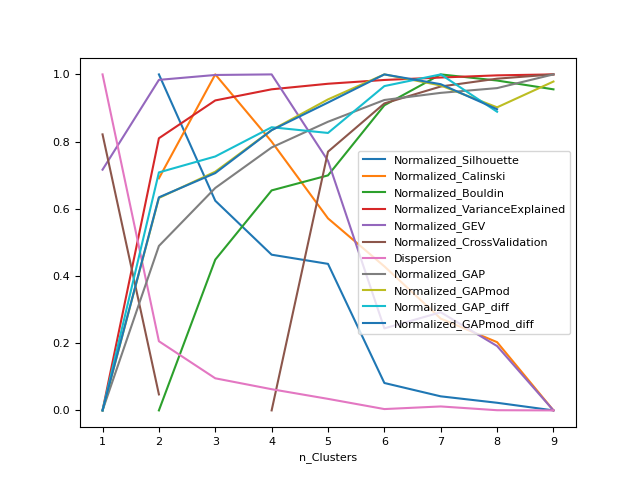 1.0
0.8
0.6
0.4
0.2
0.0
Normalized_Silhouette
Normalized_Calinski
Normalized_Bouldin
Normalized_VarianceExplained
Normalized_GEV
Normalized_CrossValidation
Dispersion
Normalized_GAP
Normalized_GAPmod
Normalized_GAP_diff
Normalized_GAPmod_diff
1 2 3 4 5 6 7 8 9
n_Clusters